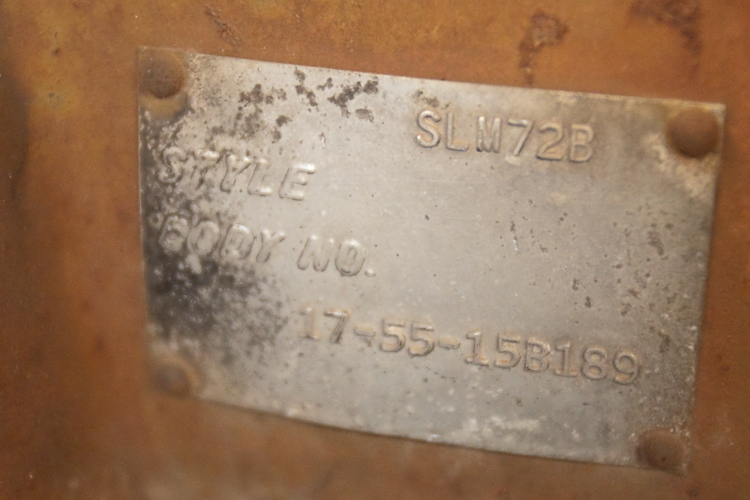 SLM72B
STYLE
BODY NO.
17-55-15B189